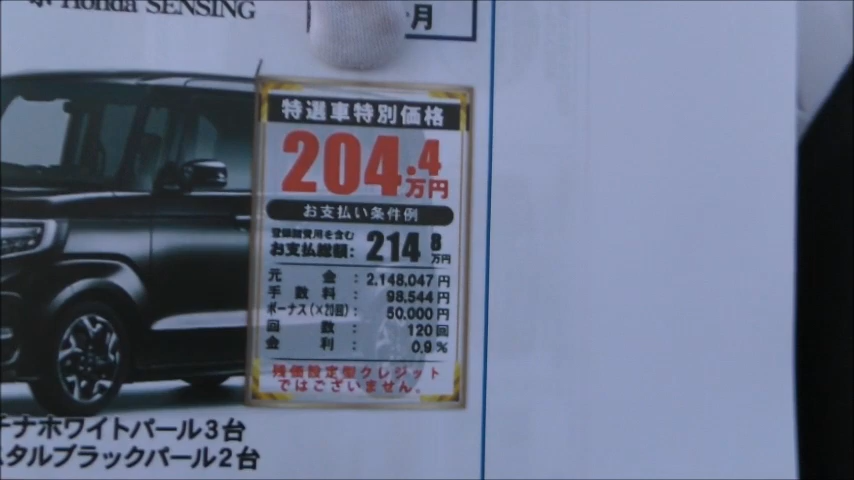 Honda SENSING
月
特選車特別価格
204.4万円
お支払い条件例
登録諸費用を含む
お支払総額: 214.8万円
元金: 2,148,047円
手数料: 98,544円
ボーナス(×20回): 50,000円
回数: 120回
金利: 0.9%
残価設定型クレジット
ではございません。
チナホワイトパール3台
スタルブラックパール2台